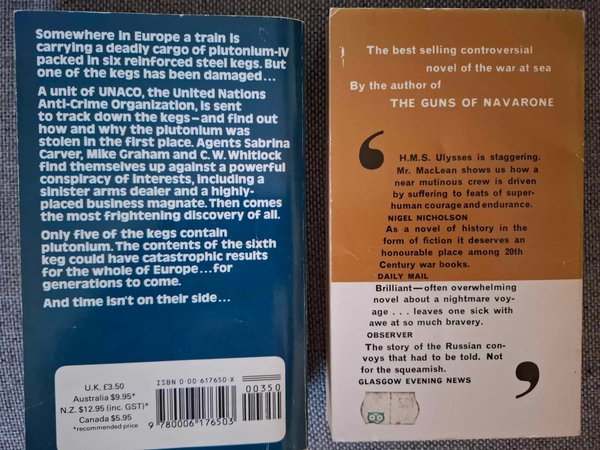 Somewhere in Europe a train is
carrying a deadly cargo of plutonium-IV
packed in six reinforced steel kegs. But
one of the kegs has been damaged...
A unit of UNACO, the United Nations
Anti-Crime Organization, is sent
to track down the kegs–and find out
how and why the plutonium was
stolen in the first place. Agents Sabrina
Carver, Mike Graham and C.W. Whitlock
find themselves up against a powerful
conspiracy of interests, including a
sinister arms dealer and a highly-
placed business magnate. Then comes
the most frightening discovery of all.
Only five of the kegs contain
plutonium. The contents of the sixth
keg could have catastrophic results
for the whole of Europe...for
generations to come.
And time isn't on their side...
U.K. £3.50
Australia $9.95*
N.Z. $12.95 (inc. GST)*
Canada $5.95
*recommended price
ISBN 0 00 617650 X
00350
9 780006 176503
The best selling controversial
novel of the war at sea
By the author of
THE GUNS OF NAVARONE
H.M.S. Ulysses is staggering.
Mr. MacLean shows us how a
near mutinous crew is driven
by suffering to feats of super-
human courage and endurance.
NIGEL NICHOLSON
As a novel of history in the
form of fiction it deserves an
honourable place among 20th
Century war books.
DAILY MAIL
Brilliant—often overwhelming
novel about a nightmare voy-
age . . . leaves one sick with
awe at so much bravery.
OBSERVER
The story of the Russian con-
voys that had to be told. Not
for the squeamish.
GLASGOW EVENING NEWS